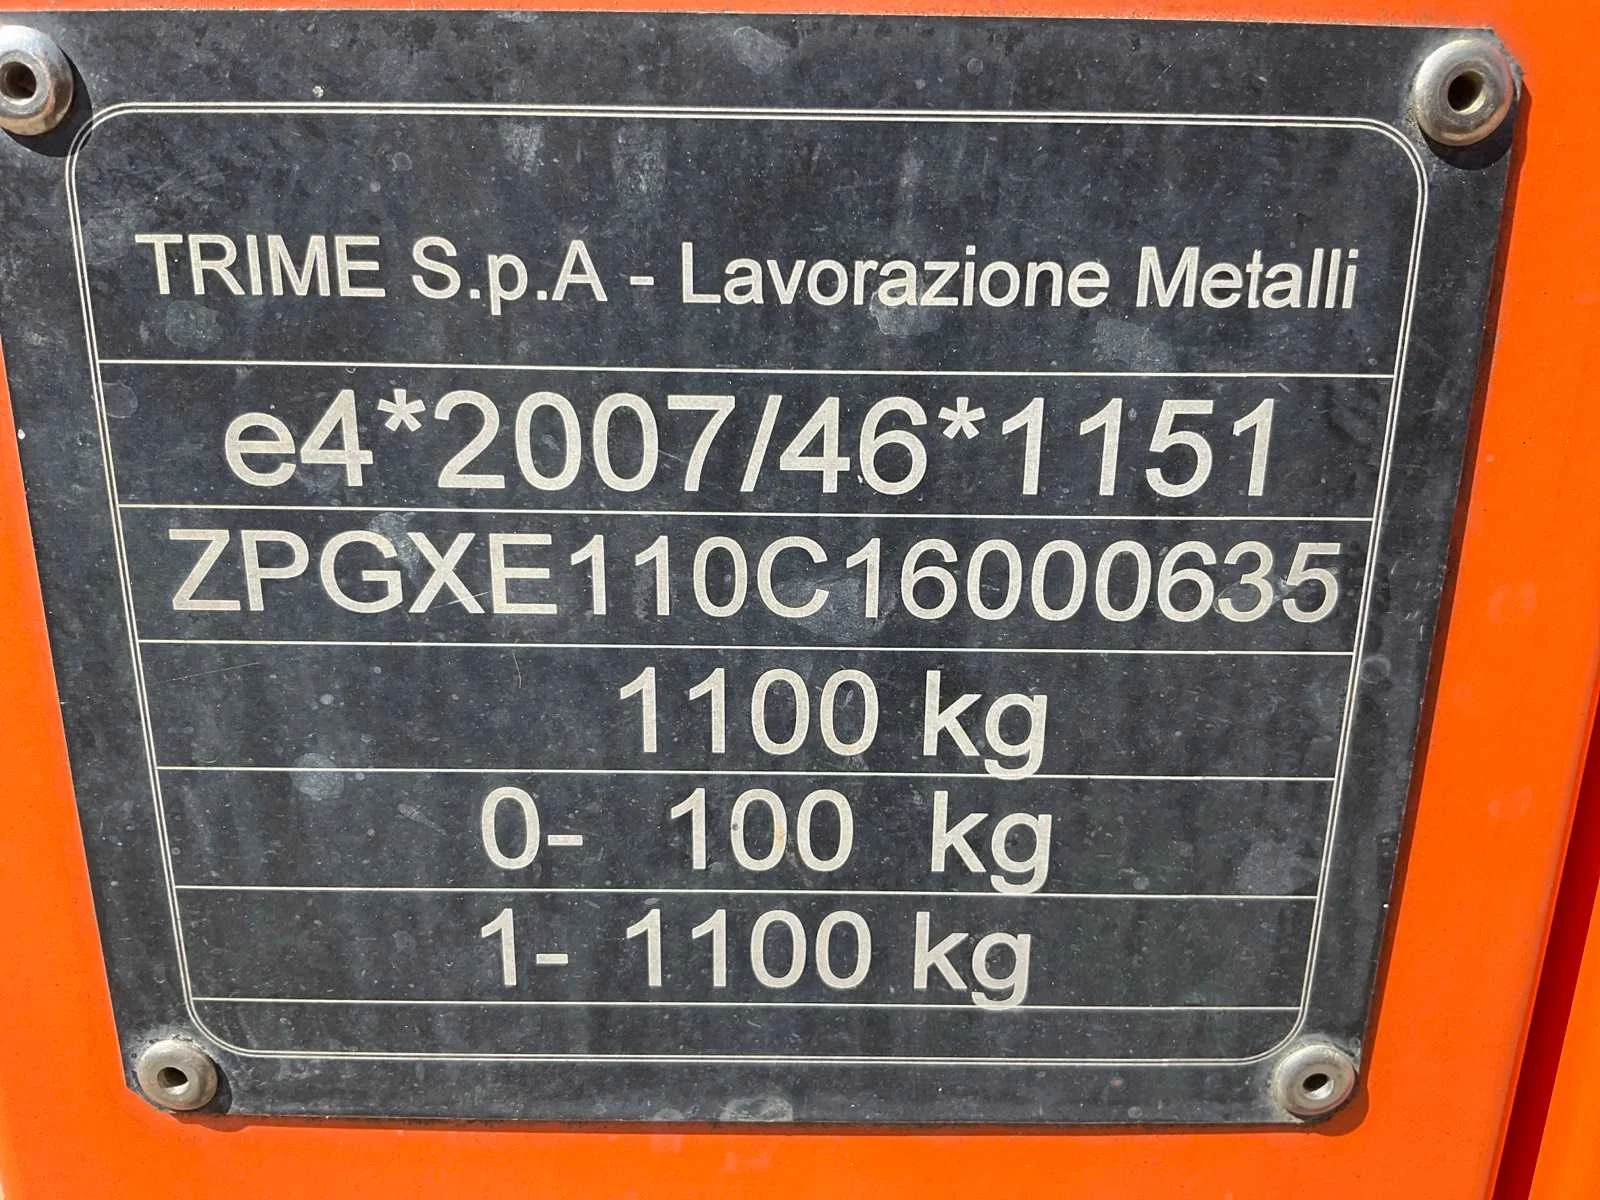 TRIME S.p.A - Lavorazione Metalli
e4*2007/46*1151
ZPGXE110C16000635
1100 kg
0- 100 kg
1- 1100 kg